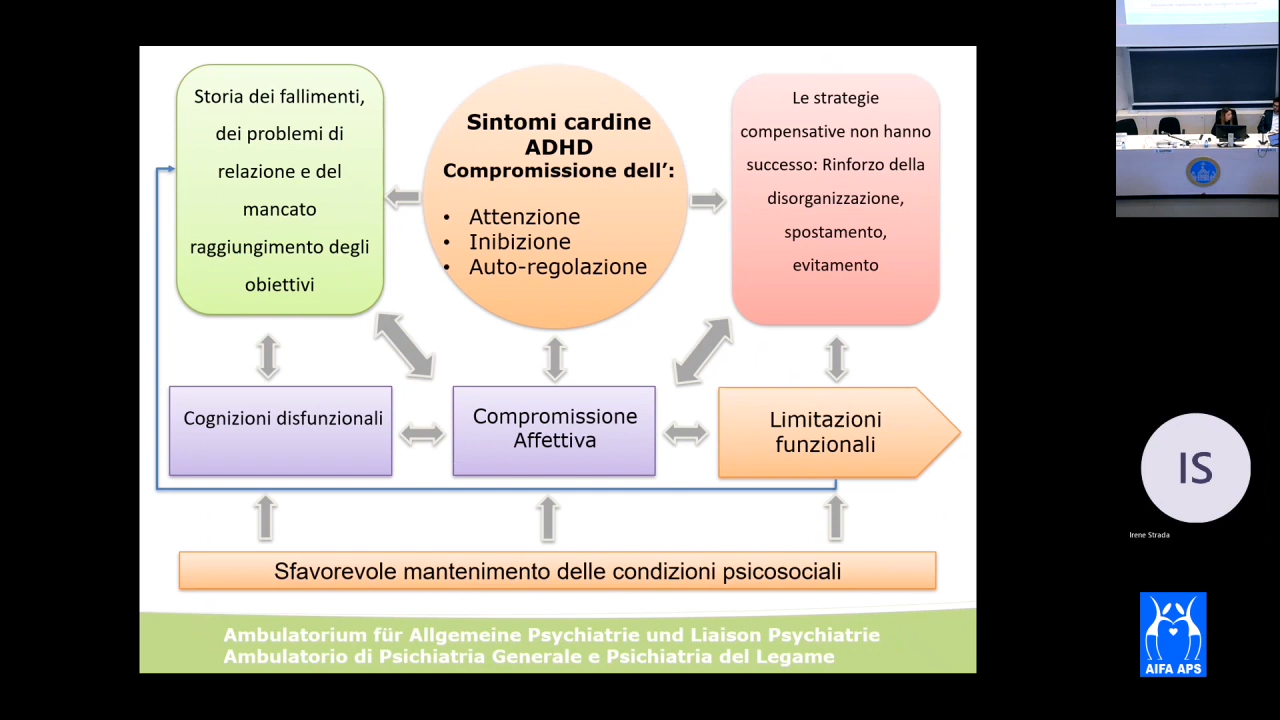 Storia dei fallimenti,
dei problemi di
relazione e del
mancato
raggiungimento degli
obiettivi
Sintomi cardine
ADHD
Compromissione dell’:
• Attenzione
• Inibizione
• Auto-regolazione
Le strategie
compensative non hanno
successo: Rinforzo della
disorganizzazione,
spostamento,
evitamento
Cognizioni disfunzionali
Compromissione
Affettiva
Limitazioni
funzionali
Sfavorevole mantenimento delle condizioni psicosociali
Ambulatorium für Allgemeine Psychiatrie und Liaison Psychiatrie
Ambulatorio di Psichiatria Generale e Psichiatria del Legame
IS
Irene Strada
AIFA APS